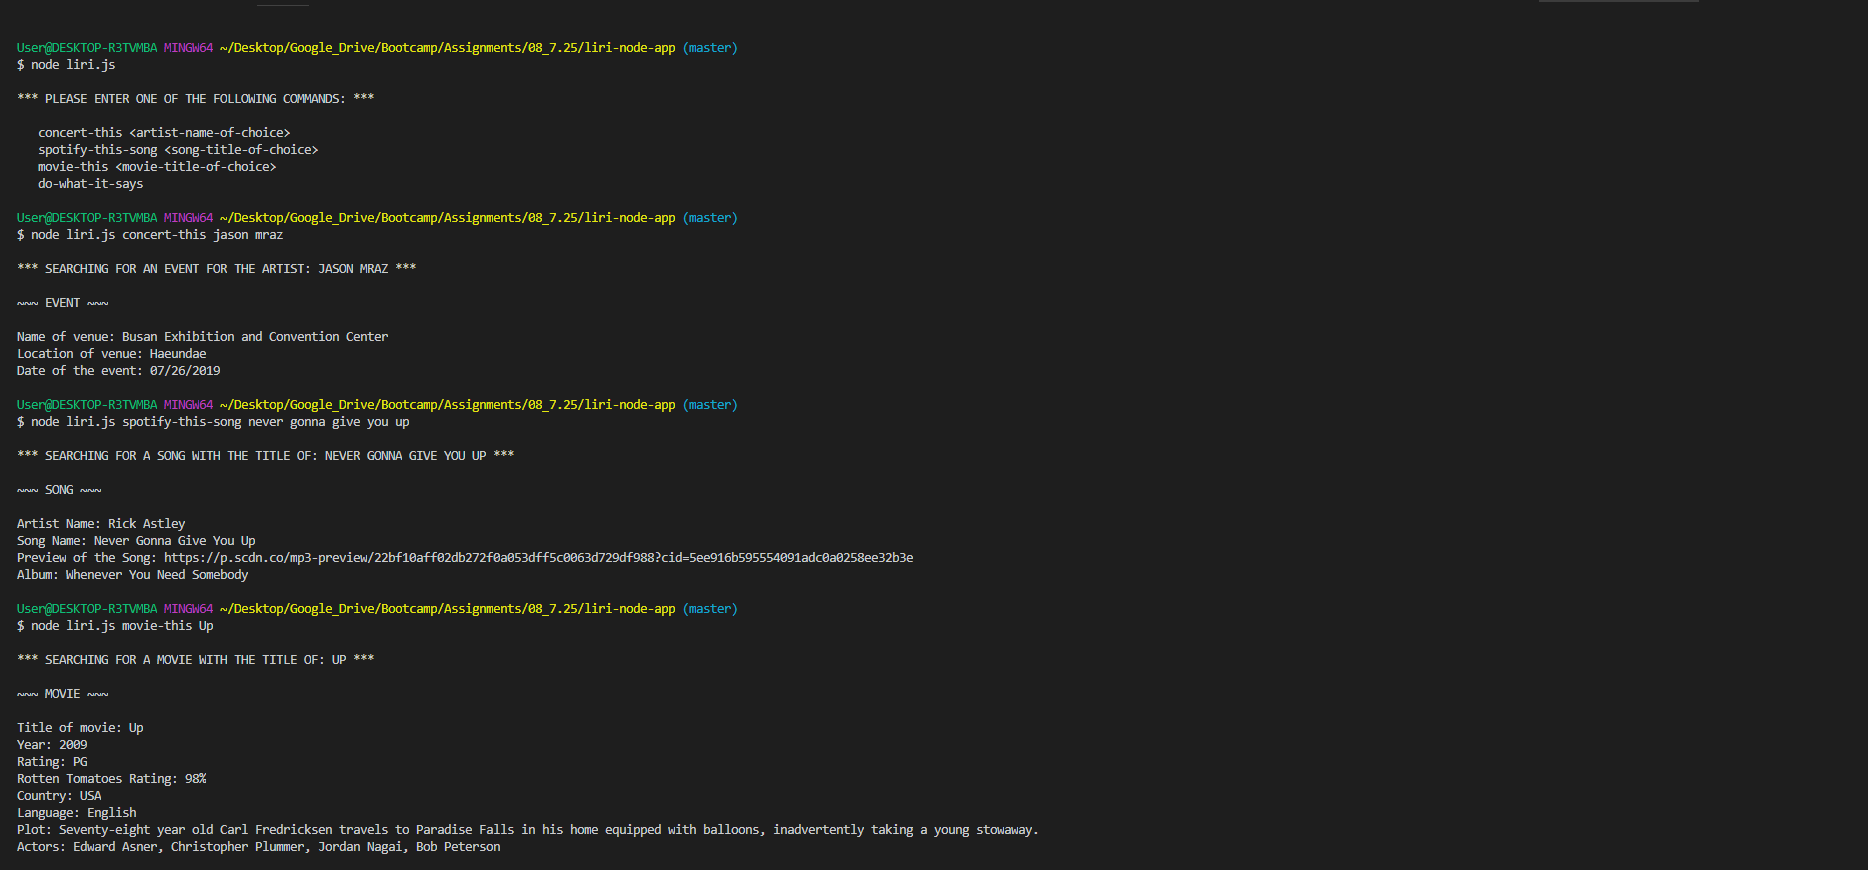 User@DESKTOP-R3TVMBA MINGW64 ~/Desktop/Google_Drive/Bootcamp/Assignments/08_7.25/liri-node-app (master)
$ node liri.js
*** PLEASE ENTER ONE OF THE FOLLOWING COMMANDS: ***
concert-this <artist-name-of-choice>
spotify-this-song <song-title-of-choice>
movie-this <movie-title-of-choice>
do-what-it-says
User@DESKTOP-R3TVMBA MINGW64 ~/Desktop/Google_Drive/Bootcamp/Assignments/08_7.25/liri-node-app (master)
$ node liri.js concert-this jason mraz
*** SEARCHING FOR AN EVENT FOR THE ARTIST: JASON MRAZ ***
~~~ EVENT ~~~
Name of venue: Busan Exhibition and Convention Center
Location of venue: Haeundae
Date of the event: 07/26/2019
User@DESKTOP-R3TVMBA MINGW64 ~/Desktop/Google_Drive/Bootcamp/Assignments/08_7.25/liri-node-app (master)
$ node liri.js spotify-this-song never gonna give you up
*** SEARCHING FOR A SONG WITH THE TITLE OF: NEVER GONNA GIVE YOU UP ***
~~~ SONG ~~~
Artist Name: Rick Astley
Song Name: Never Gonna Give You Up
Preview of the Song: https://p.scdn.co/mp3-preview/22bf10aff02db272f0a053dff5c0063d729df988?cid=5ee916b595554091adc0a0258ee32b3e
Album: Whenever You Need Somebody
User@DESKTOP-R3TVMBA MINGW64 ~/Desktop/Google_Drive/Bootcamp/Assignments/08_7.25/liri-node-app (master)
$ node liri.js movie-this Up
*** SEARCHING FOR A MOVIE WITH THE TITLE OF: UP ***
~~~ MOVIE ~~~
Title of movie: Up
Year: 2009
Rating: PG
Rotten Tomatoes Rating: 98%
Country: USA
Language: English
Plot: Seventy-eight year old Carl Fredricksen travels to Paradise Falls in his home equipped with balloons, inadvertently taking a young stowaway.
Actors: Edward Asner, Christopher Plummer, Jordan Nagai, Bob Peterson